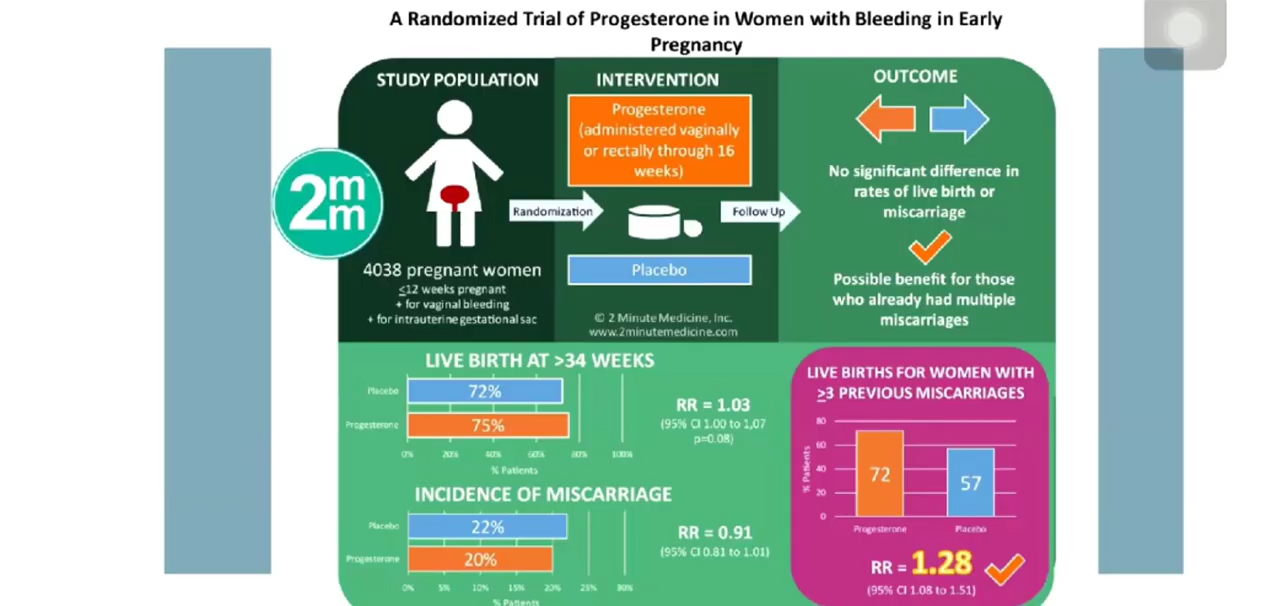 A Randomized Trial of Progesterone in Women with Bleeding in Early
Pregnancy
STUDY POPULATION
2mm
4038 pregnant women
≤12 weeks pregnant
+ for vaginal bleeding
+ for intrauterine gestational sac
Randomization
INTERVENTION
Progesterone
(administered vaginally
or rectally through 16
weeks)
Placebo
© 2 Minute Medicine, Inc.
www.2minutemedicine.com
Follow Up
OUTCOME
No significant difference in
rates of live birth or
miscarriage
Possible benefit for those
who already had multiple
miscarriages
LIVE BIRTH AT >34 WEEKS
Placebo 72%
Progesterone 75%
0% 20% 40% 60% 80% 100%
% Patients
RR = 1.03
(95% CI 1.00 to 1,07
p=0.08)
INCIDENCE OF MISCARRIAGE
Placebo 22%
Progesterone 20%
0% 5% 10% 15% 20% 25% 30%
% Patients
RR = 0.91
(95% CI 0.81 to 1.01)
LIVE BIRTHS FOR WOMEN WITH
≥3 PREVIOUS MISCARRIAGES
% Patients
80
60
40
20
0
72 57
Progesterone Placebo
RR = 1.28
(95% CI 1.08 to 1.51)